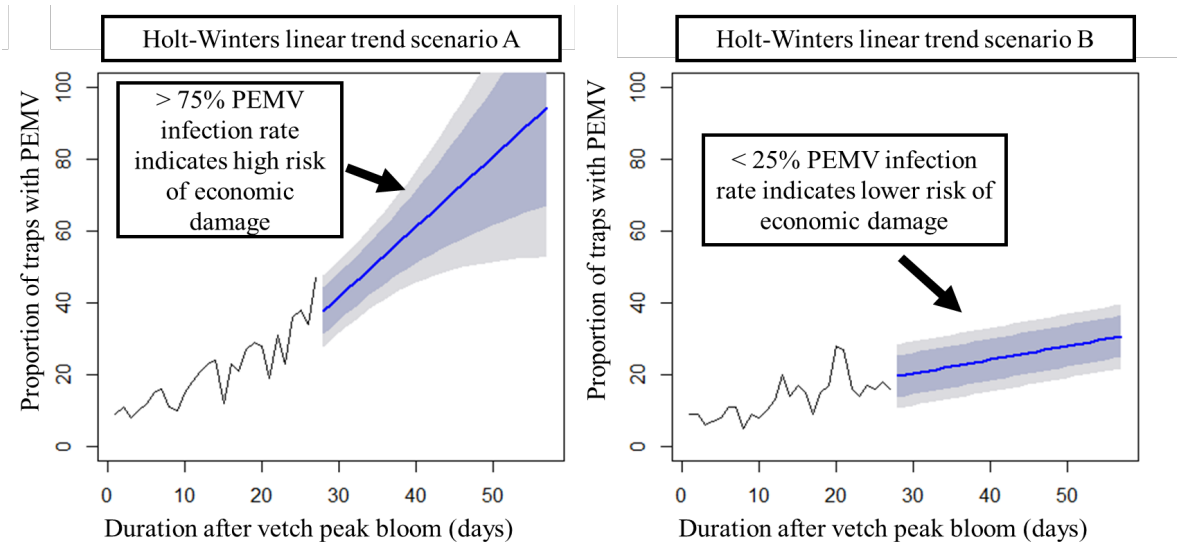 Holt-Winters linear trend scenario A
> 75% PEMV
infection rate
indicates high risk
of economic
damage
Proportion of traps with PEMV
100
80
60
40
20
0
0 10 20 30 40 50
Duration after vetch peak bloom (days)
Holt-Winters linear trend scenario B
< 25% PEMV infection
rate indicates lower risk of
economic damage
Proportion of traps with PEMV
100
80
60
40
20
0
0 10 20 30 40 50
Duration after vetch peak bloom (days)